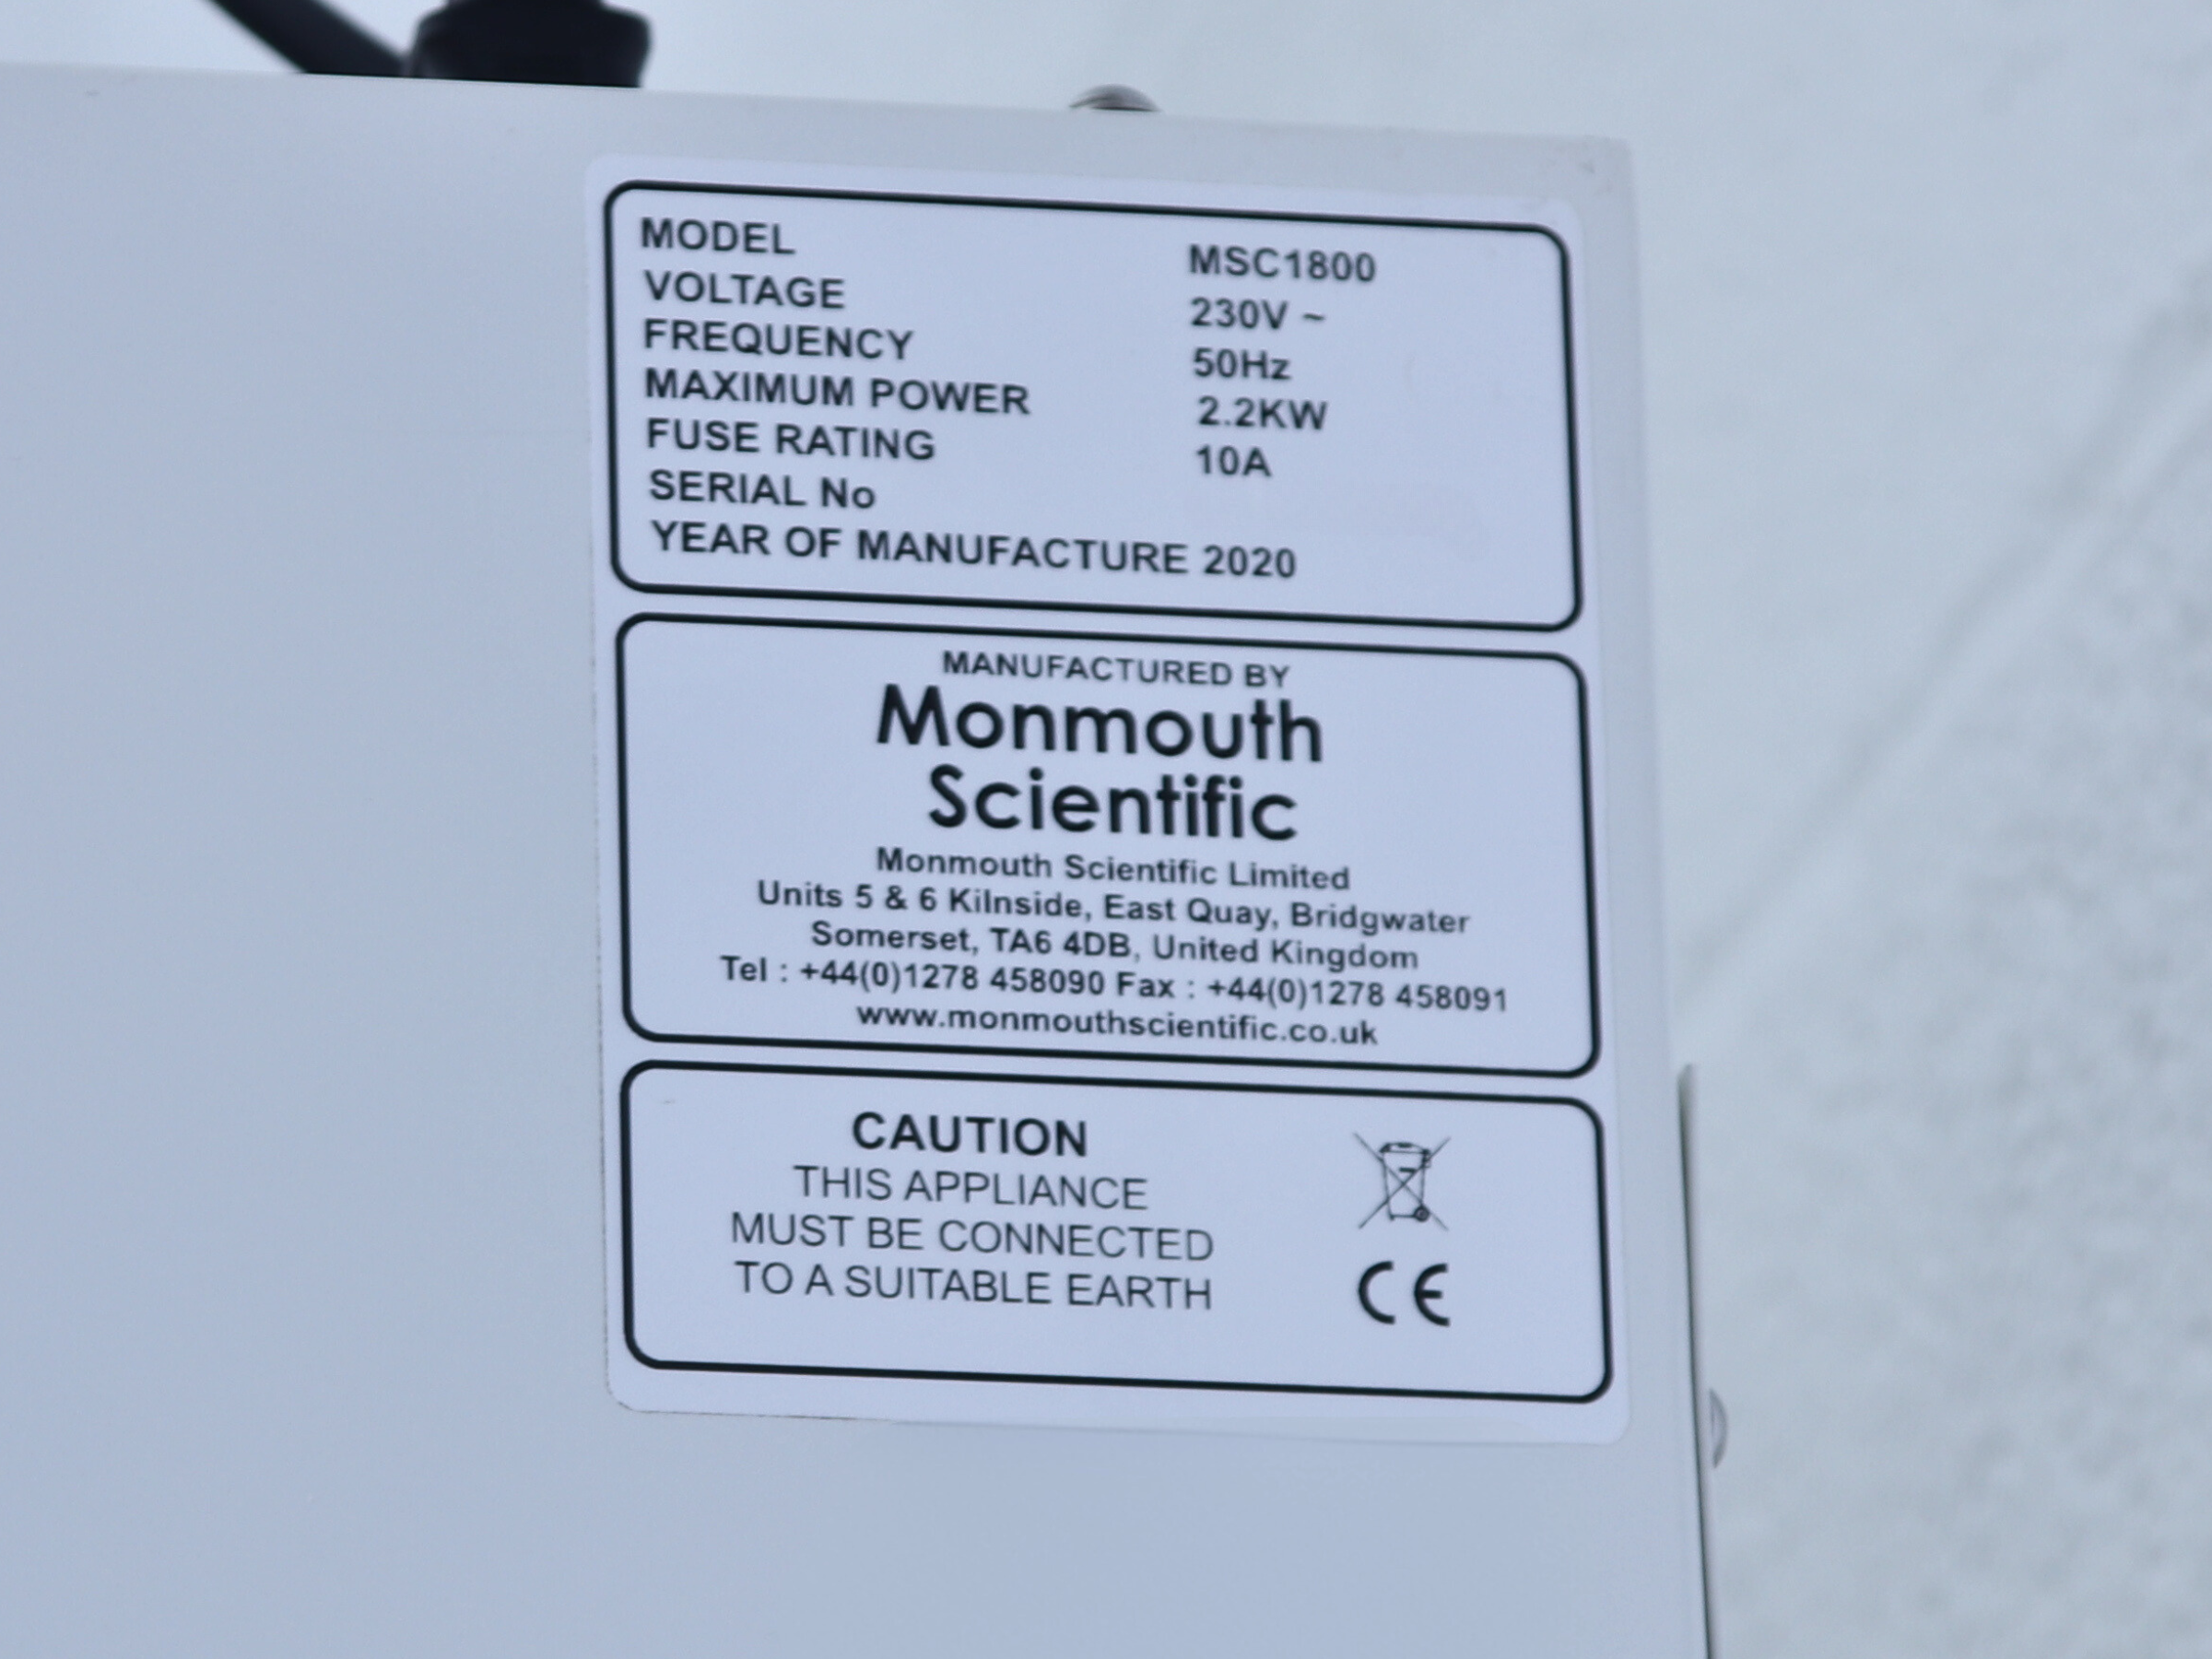 MODEL MSC1800
VOLTAGE 230V ~
FREQUENCY 50Hz
MAXIMUM POWER 2.2KW
FUSE RATING 10A
SERIAL No
YEAR OF MANUFACTURE 2020
MANUFACTURED BY
Monmouth
Scientific
Monmouth Scientific Limited
Units 5 & 6 Kilnside, East Quay, Bridgwater
Somerset, TA6 4DB, United Kingdom
Tel : +44(0)1278 458090 Fax : +44(0)1278 458091
www.monmouthscientific.co.uk
CAUTION
THIS APPLIANCE
MUST BE CONNECTED
TO A SUITABLE EARTH
CE